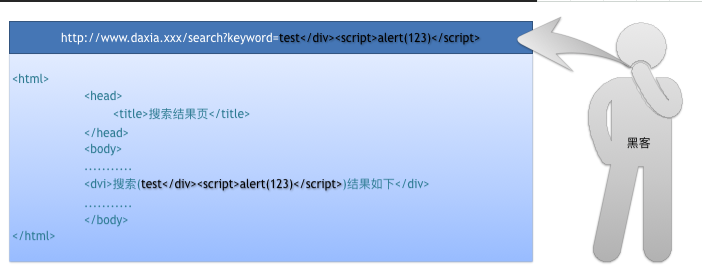 http://www.daxia.xxx/search?keyword=test</div><script>alert(123)</script>
<html>
<head>
<title>搜索结果页</title>
</head>
<body>
...........
<dvi>搜索(test</div><script>alert(123)</script>)结果如下</div>
...........
</body>
</html>
黑客